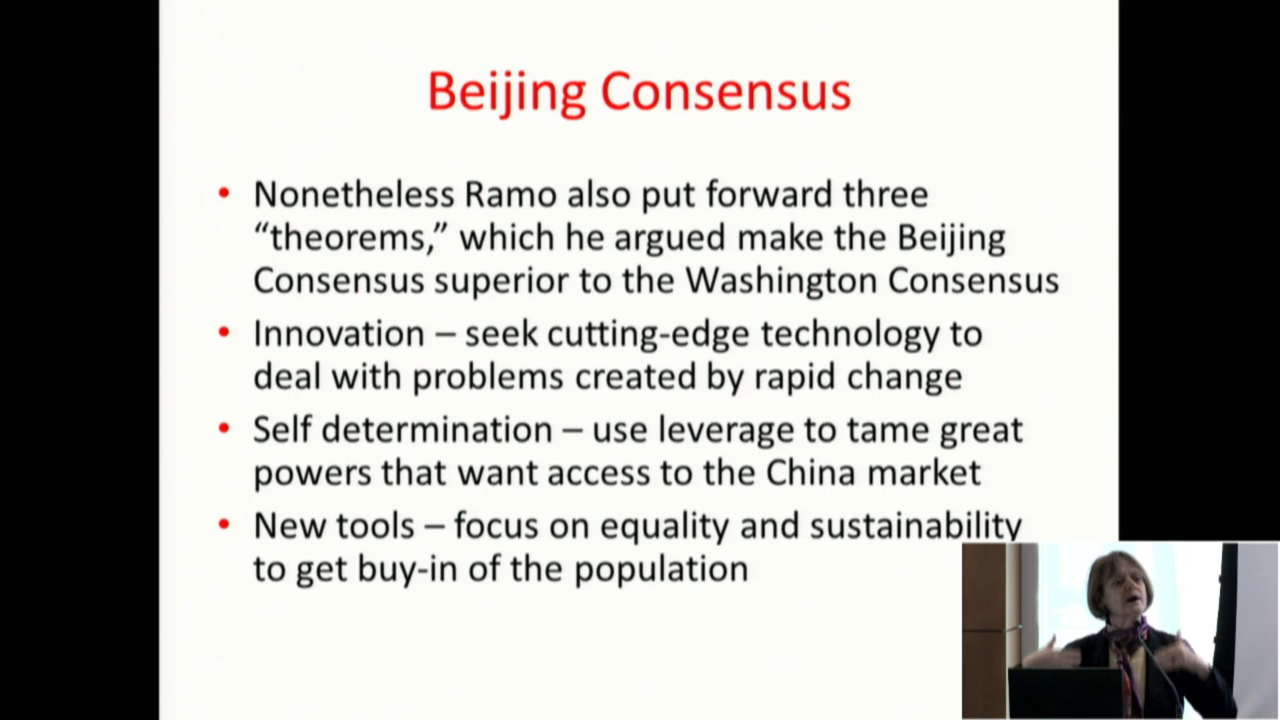 Beijing Consensus
• Nonetheless Ramo also put forward three
“theorems,” which he argued make the Beijing
Consensus superior to the Washington Consensus
• Innovation – seek cutting-edge technology to
deal with problems created by rapid change
• Self determination – use leverage to tame great
powers that want access to the China market
• New tools – focus on equality and sustainability
to get buy-in of the population